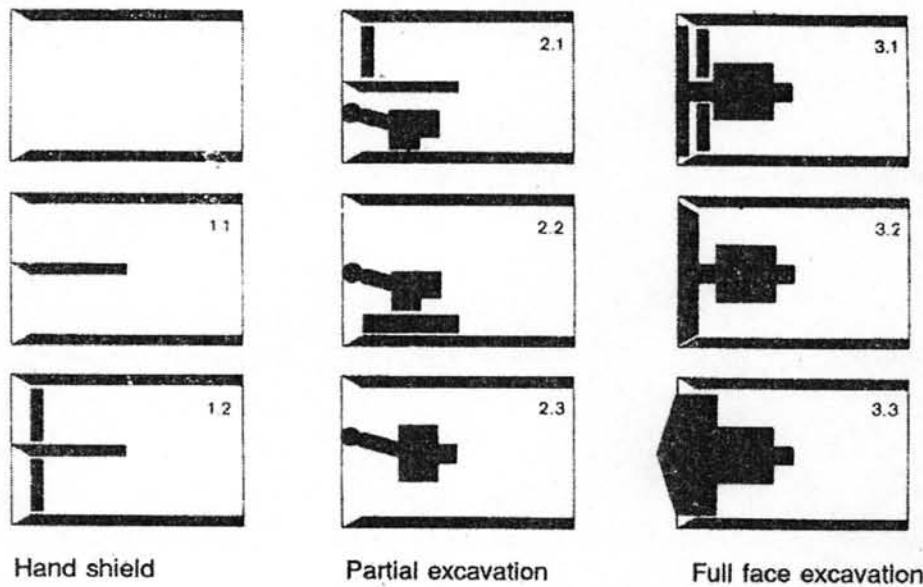 2.1
3.1
1.1
2.2
3.2
1.2
2.3
3.3
Hand shield
Partial excavation
Full face excavation